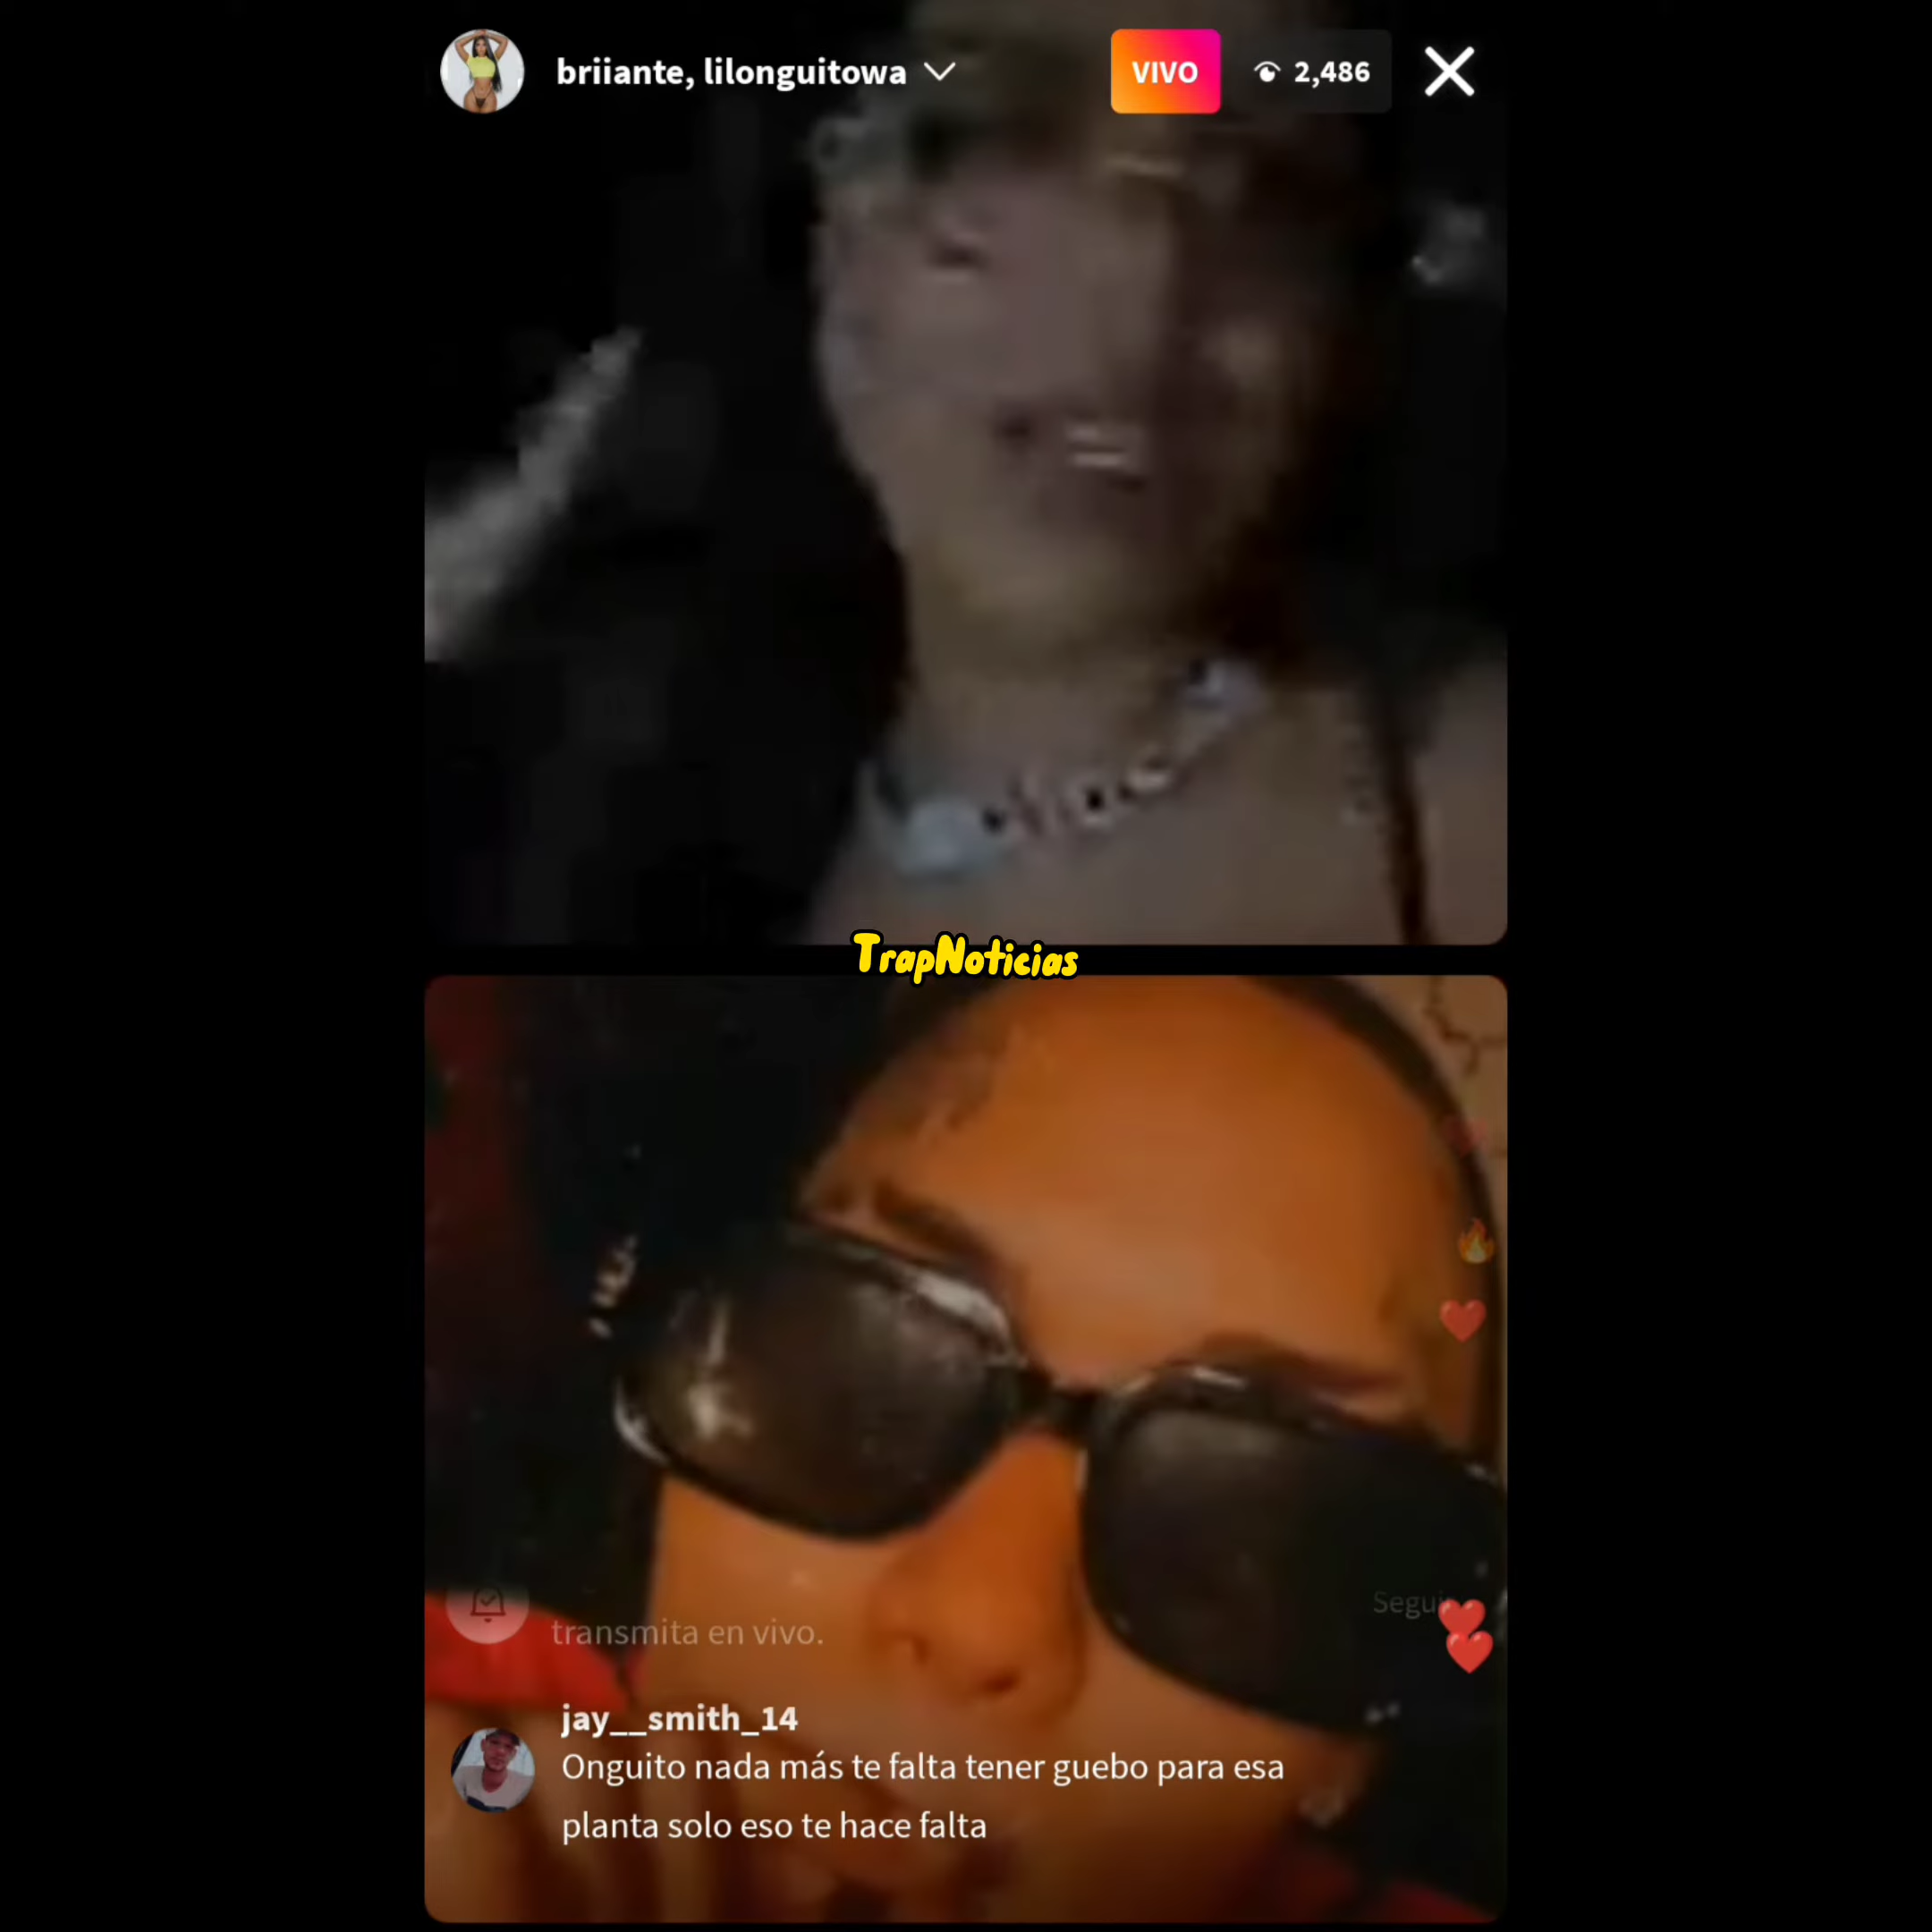 briiante, lilonguitowa
VIVO
2,486
TrapNoticias
Segui
transmita en vivo.
jay__smith_14
Onguito nada más te falta tener guebo para esa
planta solo eso te hace falta